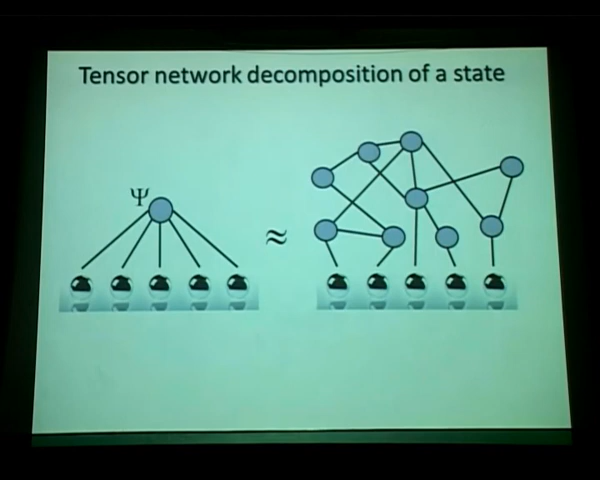 Tensor network decomposition of a state
Ψ
≈